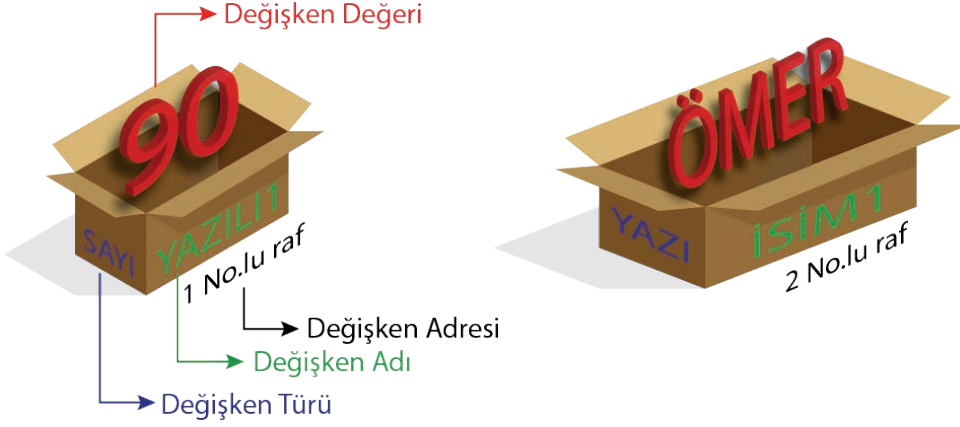 Değişken Değeri
90
SAYI
YAZILI1
1 No.lu raf
Değişken Adresi
Değişken Adı
Değişken Türü
ÖMER
YAZI
İSİM1
2 No.lu raf